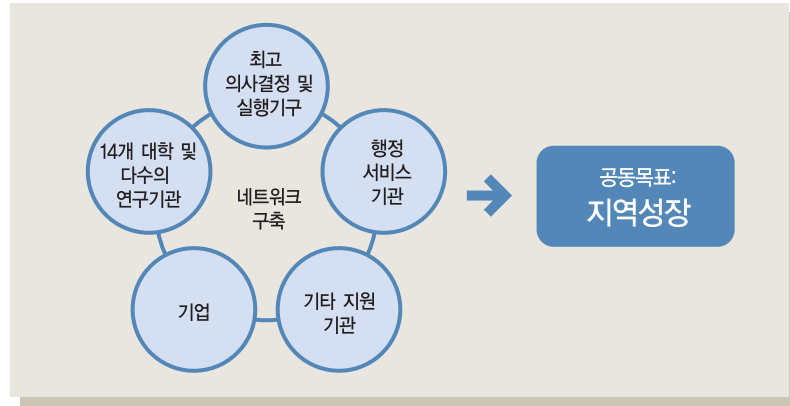 최고
의사결정 및
실행기구
14개 대학 및
다수의
연구기관
행정
서비스
기관
네트워크
구축
기업
기타 지원
기관
공동목표:
지역성장